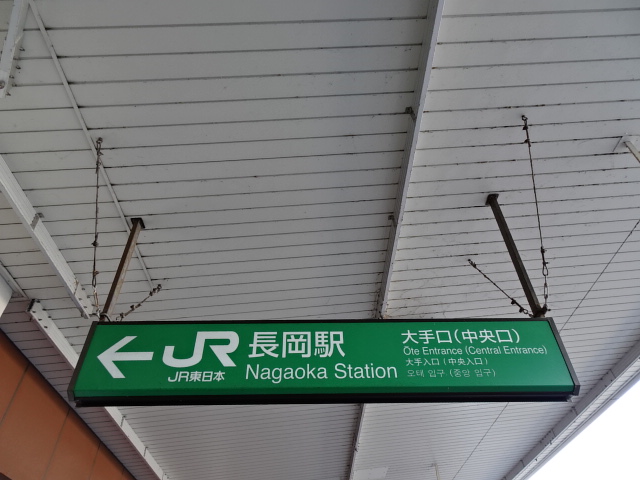 JR 長岡駅
JR東日本
Nagaoka Station
大手口(中央口)
Ōte Entrance (Central Entrance)
大手入口(中央入口)
오테 입구 (중앙 입구)